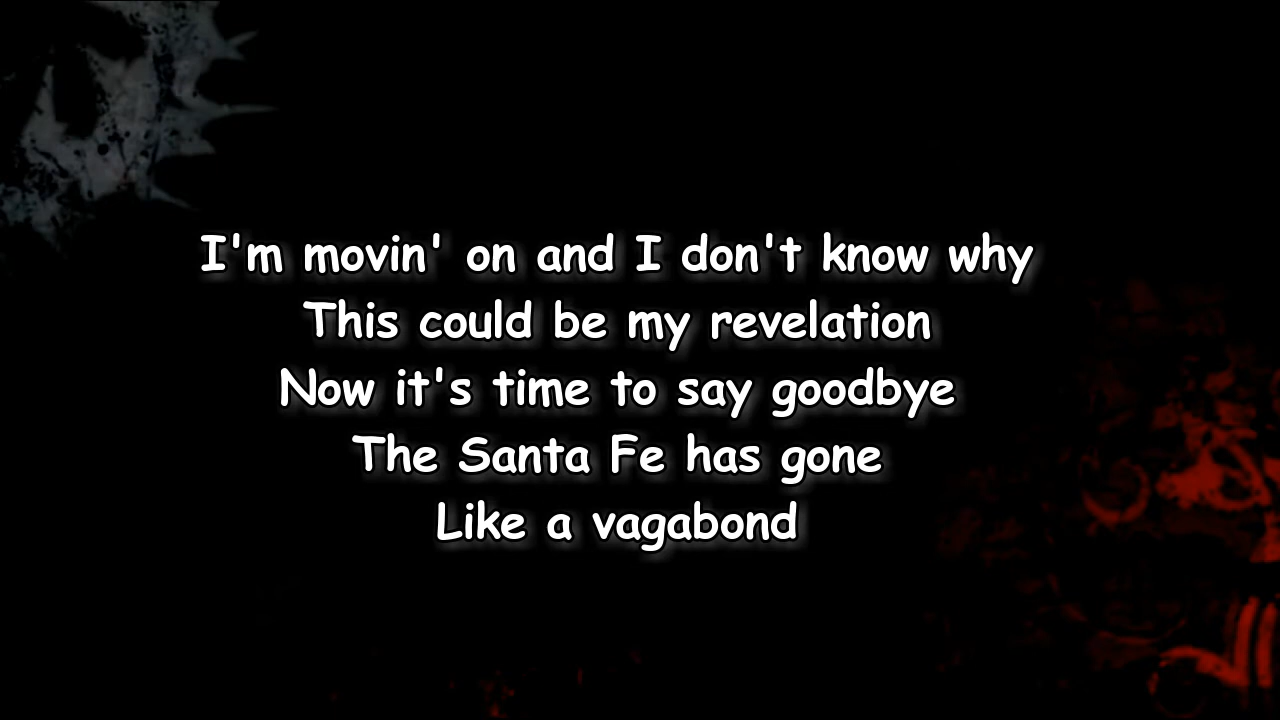 I'm movin' on and I don't know why
This could be my revelation
Now it's time to say goodbye
The Santa Fe has gone
Like a vagabond